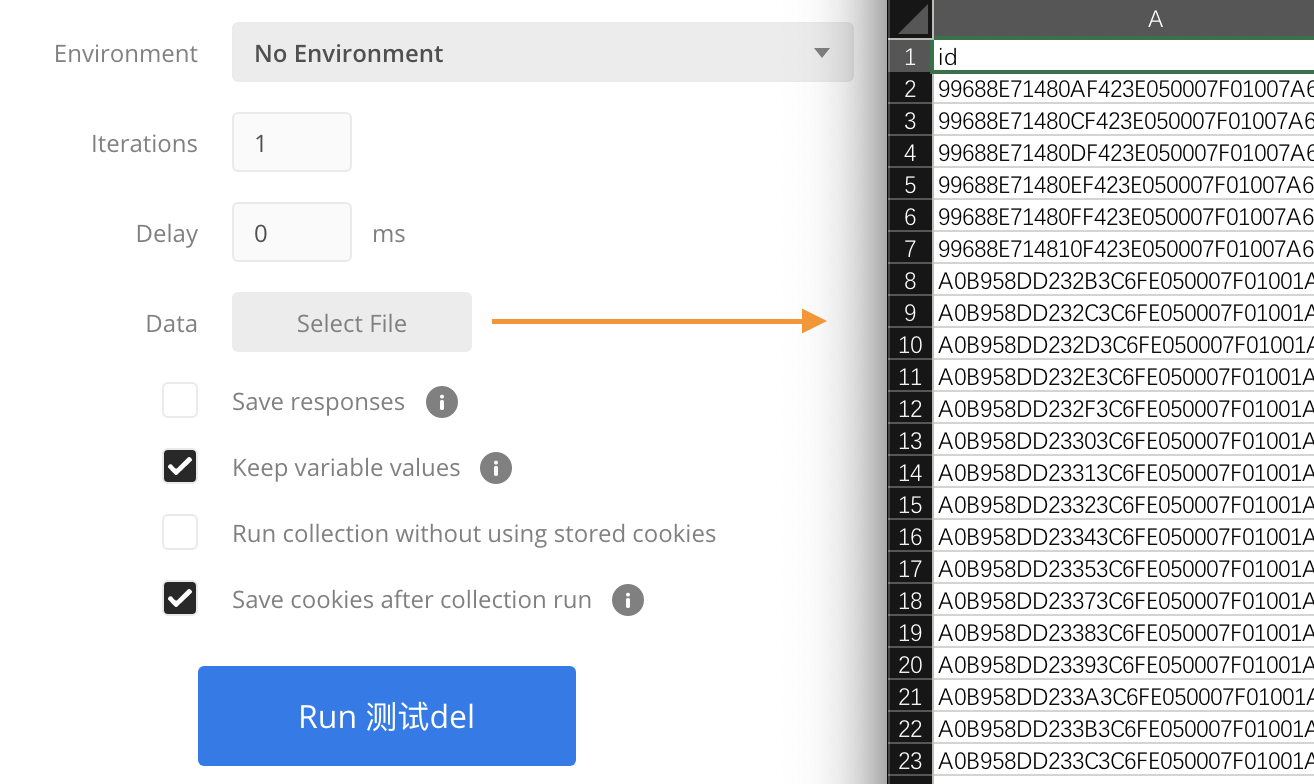 Environment
No Environment
Iterations
1
Delay
0
ms
Data
Select File
Save responses
Keep variable values
Run collection without using stored cookies
Save cookies after collection run
Run 测试del
A
1 id
2 99688E71480AF423E050007F01007A6
3 99688E71480CF423E050007F01007A6
4 99688E71480DF423E050007F01007A6
5 99688E71480EF423E050007F01007A6
6 99688E71480FF423E050007F01007A6
7 99688E714810F423E050007F01007A6
8 A0B958DD232B3C6FE050007F01001A
9 A0B958DD232C3C6FE050007F01001A
10 A0B958DD232D3C6FE050007F01001A
11 A0B958DD232E3C6FE050007F01001A
12 A0B958DD232F3C6FE050007F01001A
13 A0B958DD23303C6FE050007F01001A
14 A0B958DD23313C6FE050007F01001A
15 A0B958DD23323C6FE050007F01001A
16 A0B958DD23343C6FE050007F01001A
17 A0B958DD23353C6FE050007F01001A
18 A0B958DD23373C6FE050007F01001A
19 A0B958DD23383C6FE050007F01001A
20 A0B958DD23393C6FE050007F01001A
21 A0B958DD233A3C6FE050007F01001A
22 A0B958DD233B3C6FE050007F01001A
23 A0B958DD233C3C6FE050007F01001A